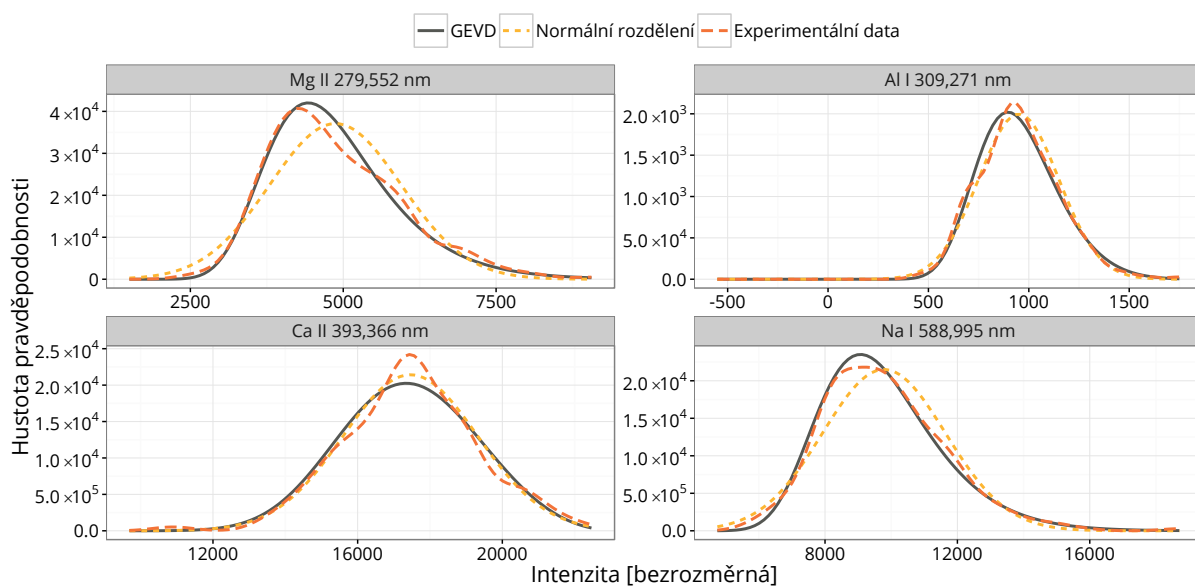 GEVD Normální rozdělení Experimentální data
Mg II 279,552 nm
4×10⁴
3×10⁴
2×10⁴
1×10⁴
0
2500 5000 7500
Al I 309,271 nm
2.0×10³
1.5×10³
1.0×10³
5.0×10⁴
0.0
-500 0 500 1000 1500
Ca II 393,366 nm
2.5×10⁴
2.0×10⁴
1.5×10⁴
1.0×10⁴
5.0×10⁵
0.0
12000 16000 20000
Na I 588,995 nm
2.0×10⁴
1.5×10⁴
1.0×10⁴
5.0×10⁵
0.0
8000 12000 16000
Hustota pravděpodobnosti
Intenzita [bezrozměrná]